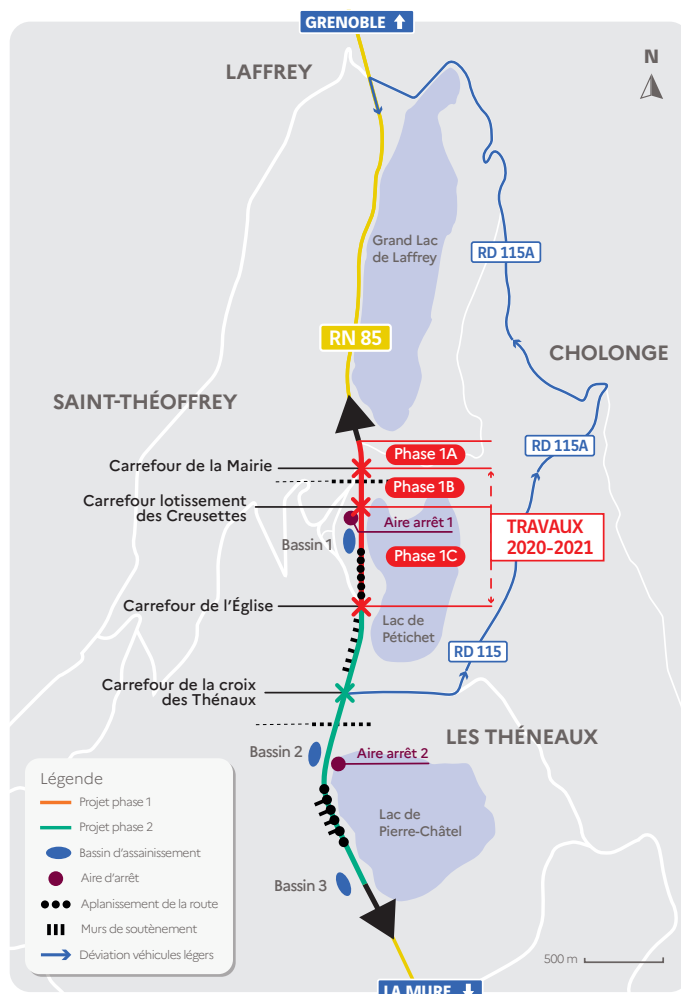 GRENOBLE
LAFFREY
N
Grand Lac
de Laffrey
RD 115A
RN 85
CHOLONGE
SAINT-THÉOFFREY
RD 115A
Phase 1A
Carrefour de la Mairie
Phase 1B
Carrefour lotissement
des Creusettes
Aire arrêt 1
TRAVAUX
2020-2021
Bassin 1
Phase 1C
Carrefour de l'Église
Lac de
Pétichet
RD 115
Carrefour de la croix
des Thénaux
LES THÉNEAUX
Bassin 2
Aire arrêt 2
Légende
Projet phase 1
Projet phase 2
Bassin d'assainissement
Aire d'arrêt
Aplanissement de la route
Murs de soutènement
Déviation véhicules légers
Lac de
Pierre-Châtel
Bassin 3
500 m
LA MURE